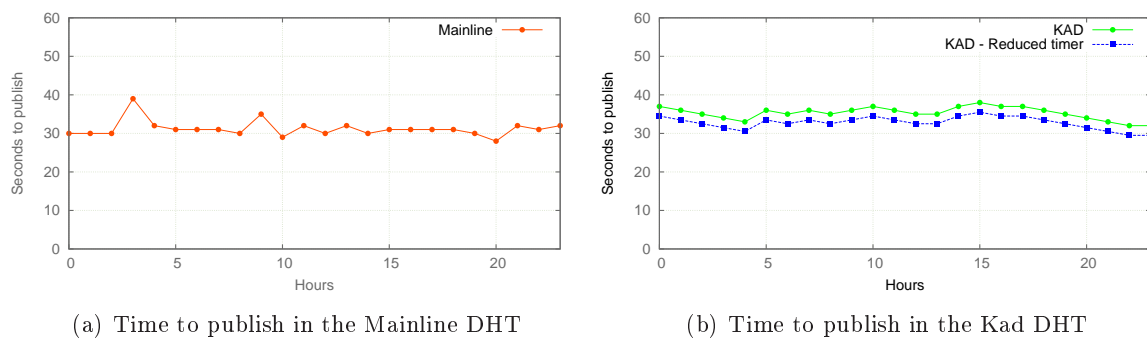 60
50
40
30
20
10
0
Seconds to publish
Mainline
0 5 10 15 20
Hours
(a) Time to publish in the Mainline DHT
60
50
40
30
20
10
0
Seconds to publish
KAD
KAD - Reduced timer
0 5 10 15 20
Hours
(b) Time to publish in the Kad DHT